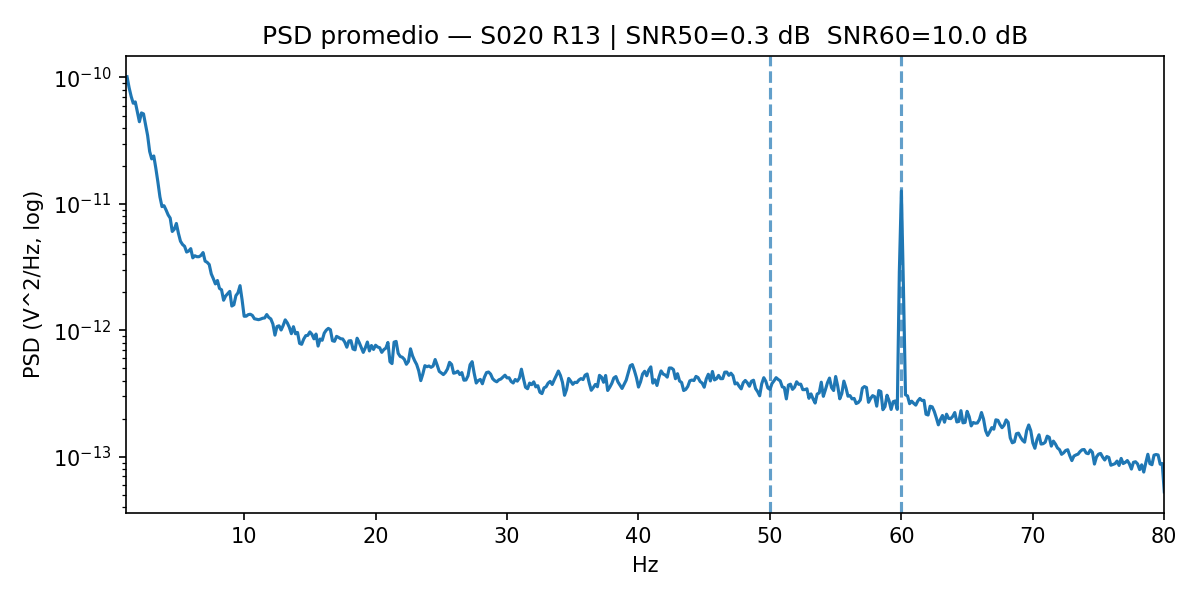 PSD promedio — S020 R13 | SNR50=0.3 dB  SNR60=10.0 dB
PSD (V^2/Hz, log)
10⁻¹⁰
10⁻¹¹
10⁻¹²
10⁻¹³
10 20 30 40 50 60 70 80
Hz